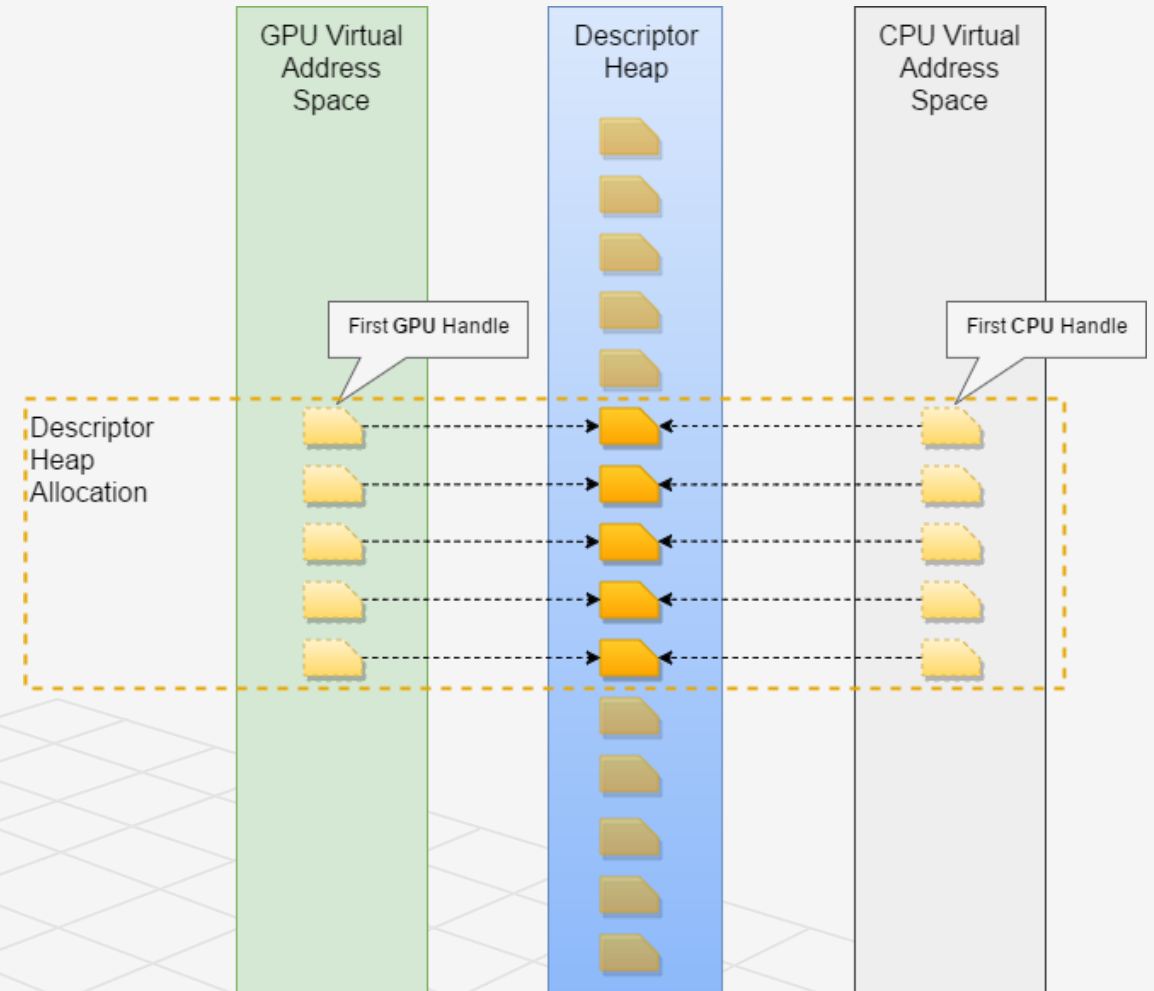 GPU Virtual
Address
Space
Descriptor
Heap
CPU Virtual
Address
Space
First GPU Handle
First CPU Handle
Descriptor
Heap
Allocation